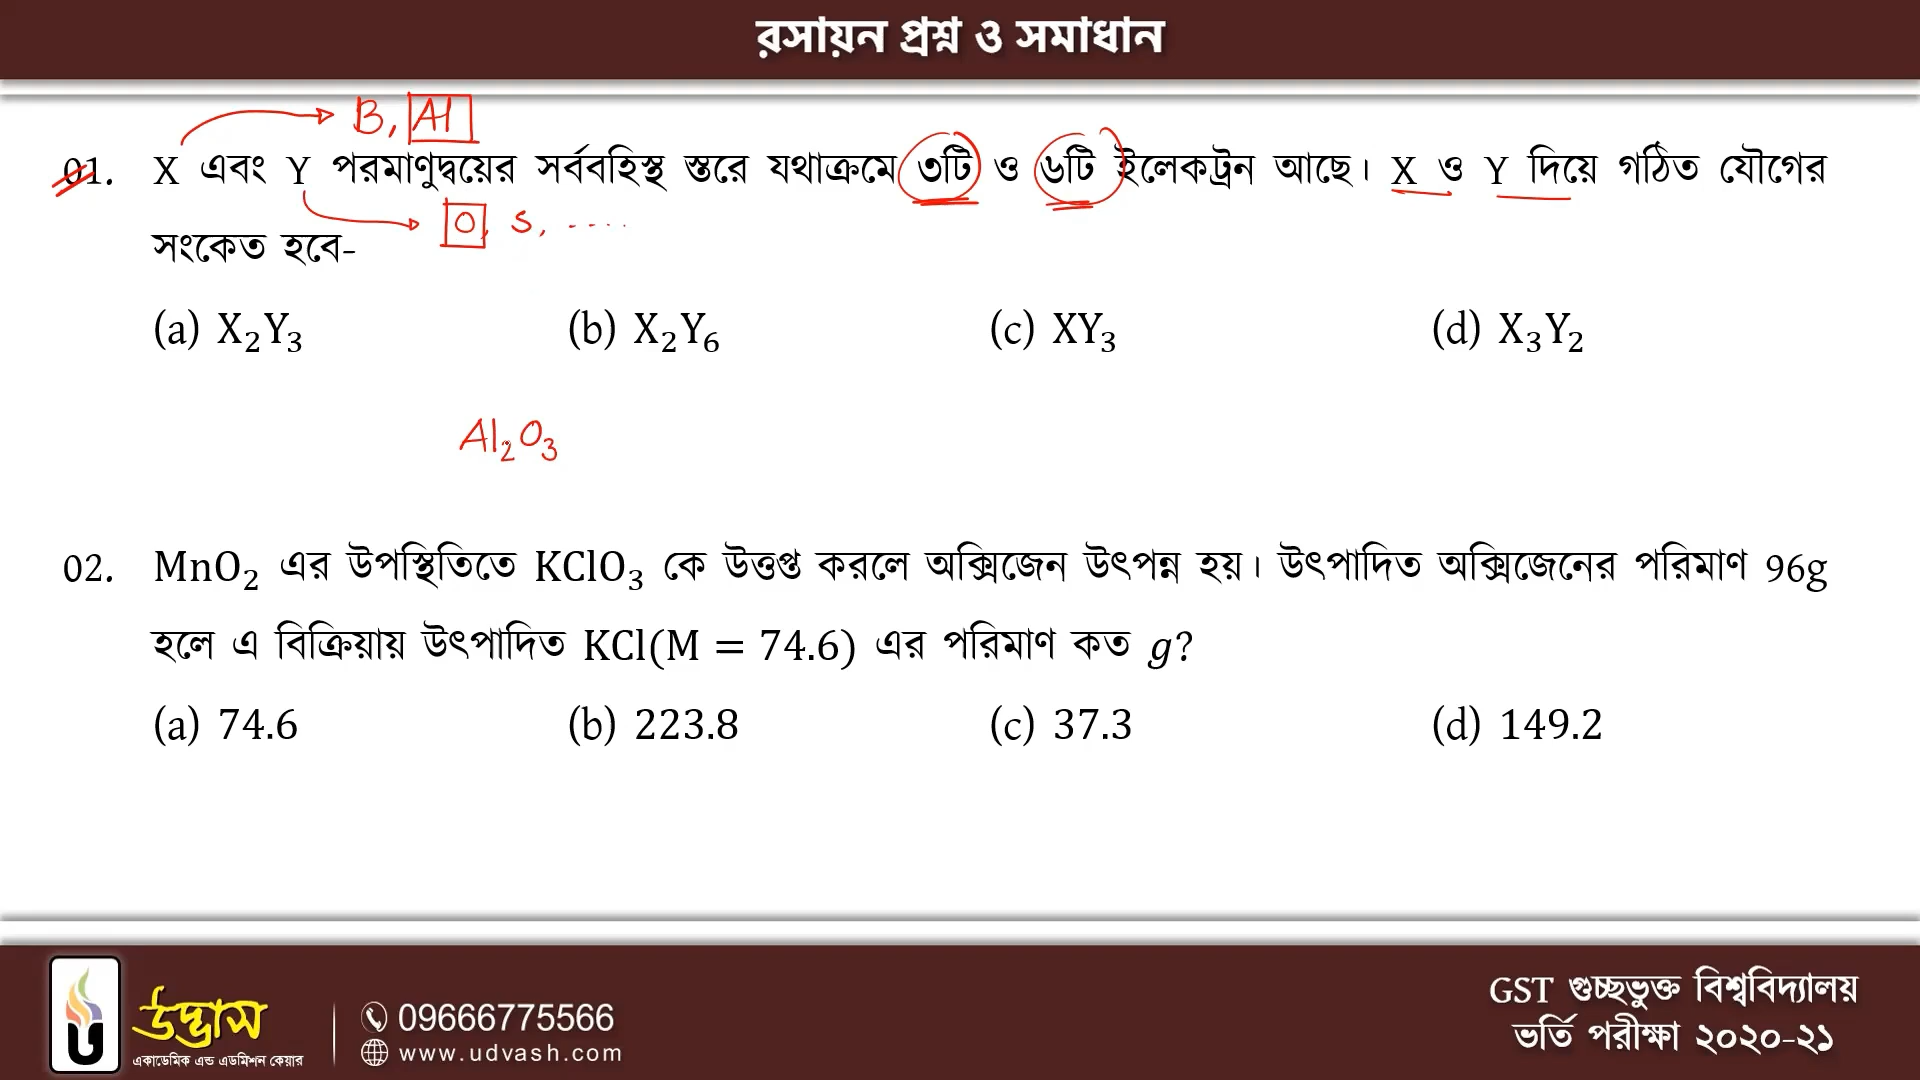 রসায়ন প্রশ্ন ও সমাধান
B, Al
01. X এবং Y পরমাণুদ্বয়ের সর্ববহিস্থ স্তরে যথাক্রমে ৩টি ও ৬টি ইলেকট্রন আছে। X ও Y দিয়ে গঠিত যৌগের
O, S, ....
সংকেত হবে-
(a) X₂Y₃ (b) X₂Y₆ (c) XY₃ (d) X₃Y₂
Al₂O₃
02. MnO₂ এর উপস্থিতিতে KClO₃ কে উত্তপ্ত করলে অক্সিজেন উৎপন্ন হয়। উৎপাদিত অক্সিজেনের পরিমাণ 96g
হলে এ বিক্রিয়ায় উৎপাদিত KCl(M = 74.6) এর পরিমাণ কত g?
(a) 74.6 (b) 223.8 (c) 37.3 (d) 149.2
উদ্ভাস
একাডেমিক এন্ড এডমিশন কেয়ার
09666775566
www.udvash.com
GST গুচ্ছভুক্ত বিশ্ববিদ্যালয়
ভর্তি পরীক্ষা ২০২০-২১